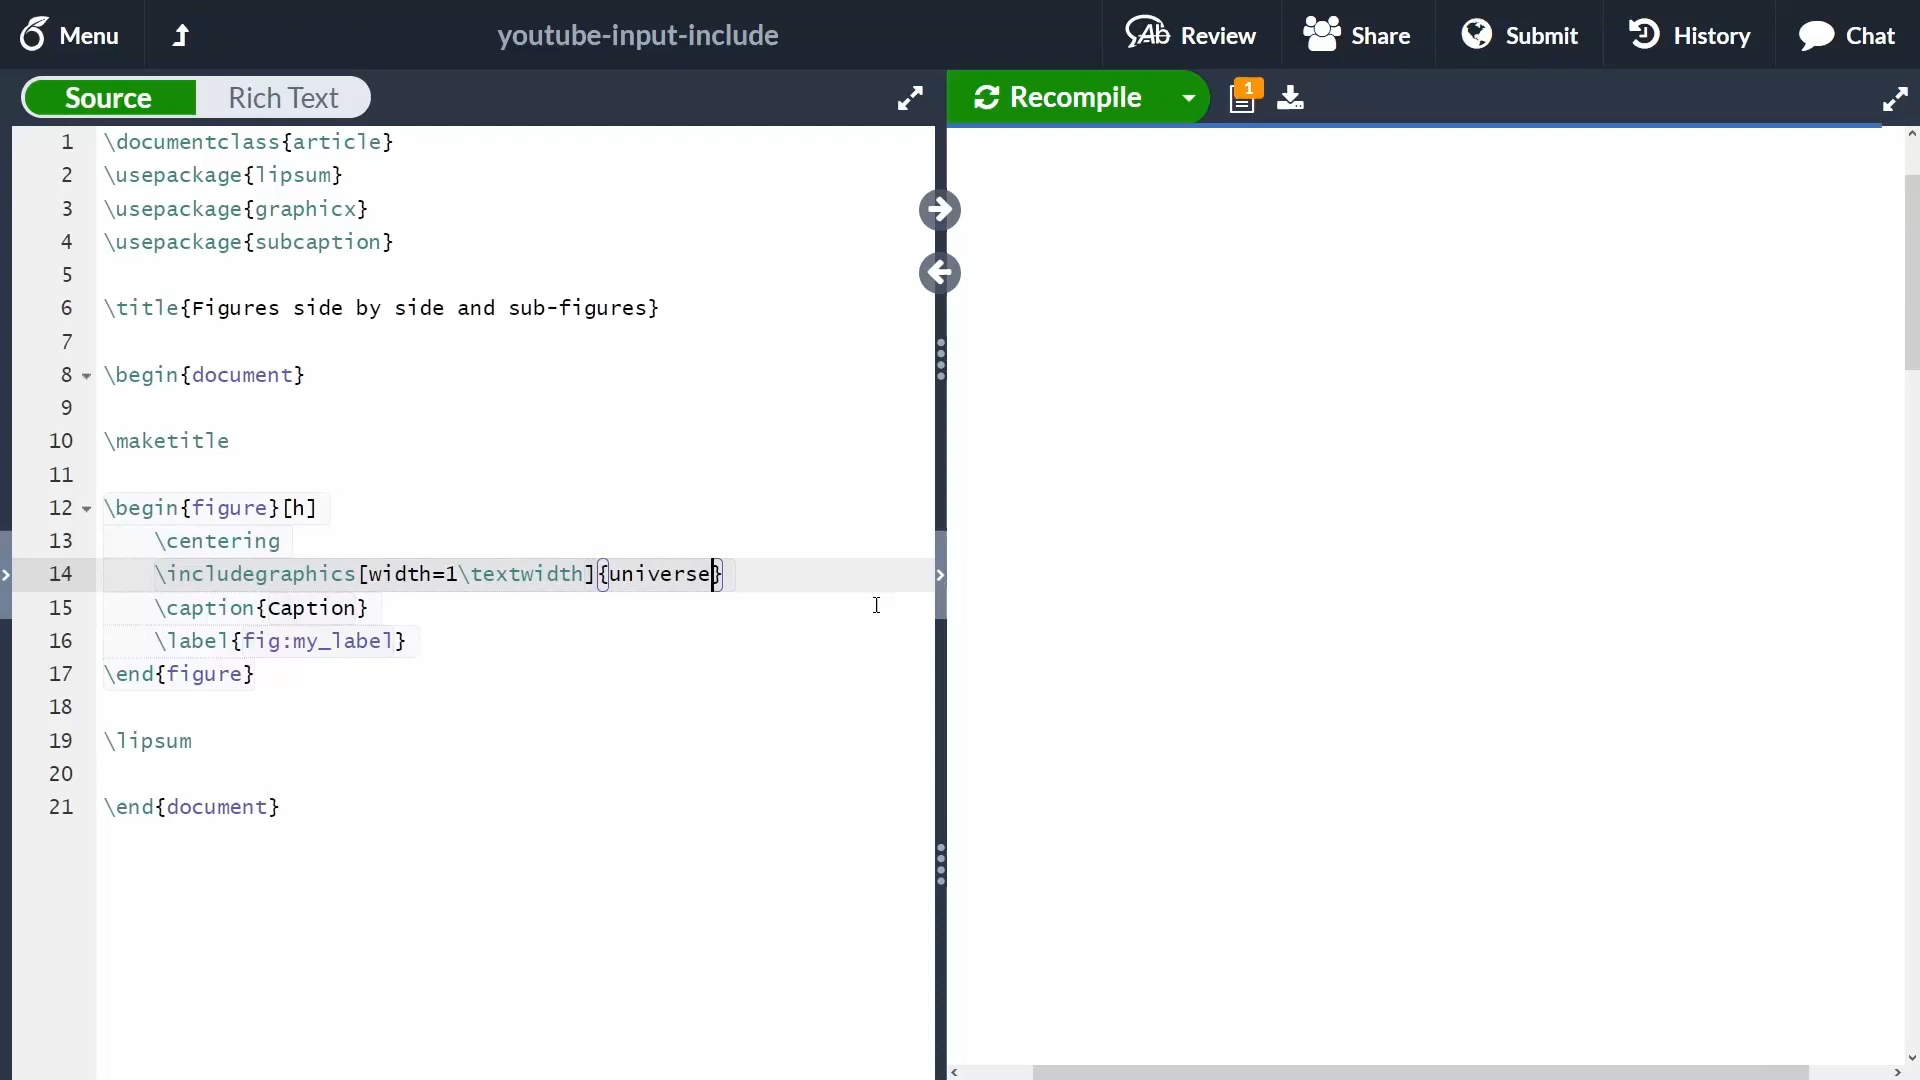 Menu
youtube-input-include
Ab Review
Share
Submit
History
Chat
Source
Rich Text
Recompile
1
1 \documentclass{article}
2 \usepackage{lipsum}
3 \usepackage{graphicx}
4 \usepackage{subcaption}
5
6 \title{Figures side by side and sub-figures}
7
8 \begin{document}
9
10 \maketitle
11
12 \begin{figure}[h]
13 \centering
14 \includegraphics[width=1\textwidth]{universe}
15 \caption{Caption}
16 \label{fig:my_label}
17 \end{figure}
18
19 \lipsum
20
21 \end{document}